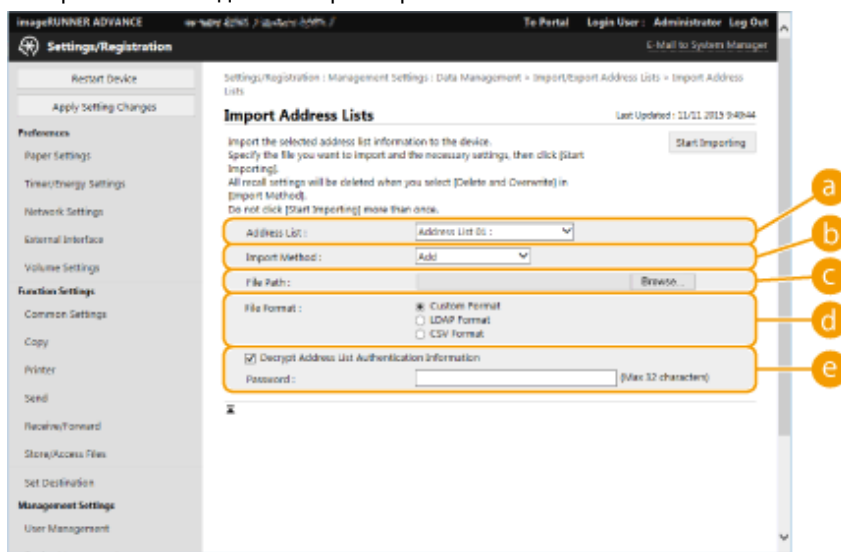 imageRUNNER ADVANCE
To Portal Login User : Administrator Log Out
Settings/Registration
E-Mail to System Manager
Restart Device
Apply Setting Changes
Preferences
Paper Settings
Timer/Energy Settings
Network Settings
External Interface
Volume Settings
Function Settings
Common Settings
Copy
Printer
Send
Receive/Forward
Store/Access Files
Set Destination
Management Settings
User Management
Settings/Registration : Management Settings : Data Management > Import/Export Address Lists > Import Address
Lists
Import Address Lists
Last Updated : 11/11 2015 9:40:44
Import the selected address list information to the device.
Specify the file you want to import and the necessary settings, then click [Start
Importing].
All recall settings will be deleted when you select [Delete and Overwrite] in
[Import Method].
Do not click [Start Importing] more than once.
Start Importing
Address List : Address List 01 :
a
Import Method : Add
b
File Path : Browse...
c
File Format : Custom Format
LDAP Format
CSV Format
d
Decrypt Address List Authentication Information
Password : (Max 32 characters)
e